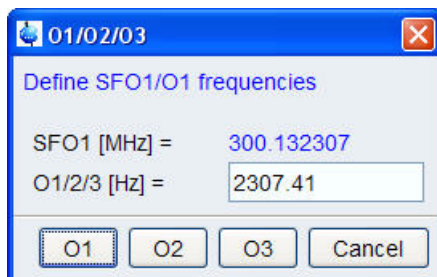 O1/O2/O3
Define SFO1/O1 frequencies
SFO1 [MHz] = 300.132307
O1/2/3 [Hz] = 2307.41
O1 O2 O3 Cancel